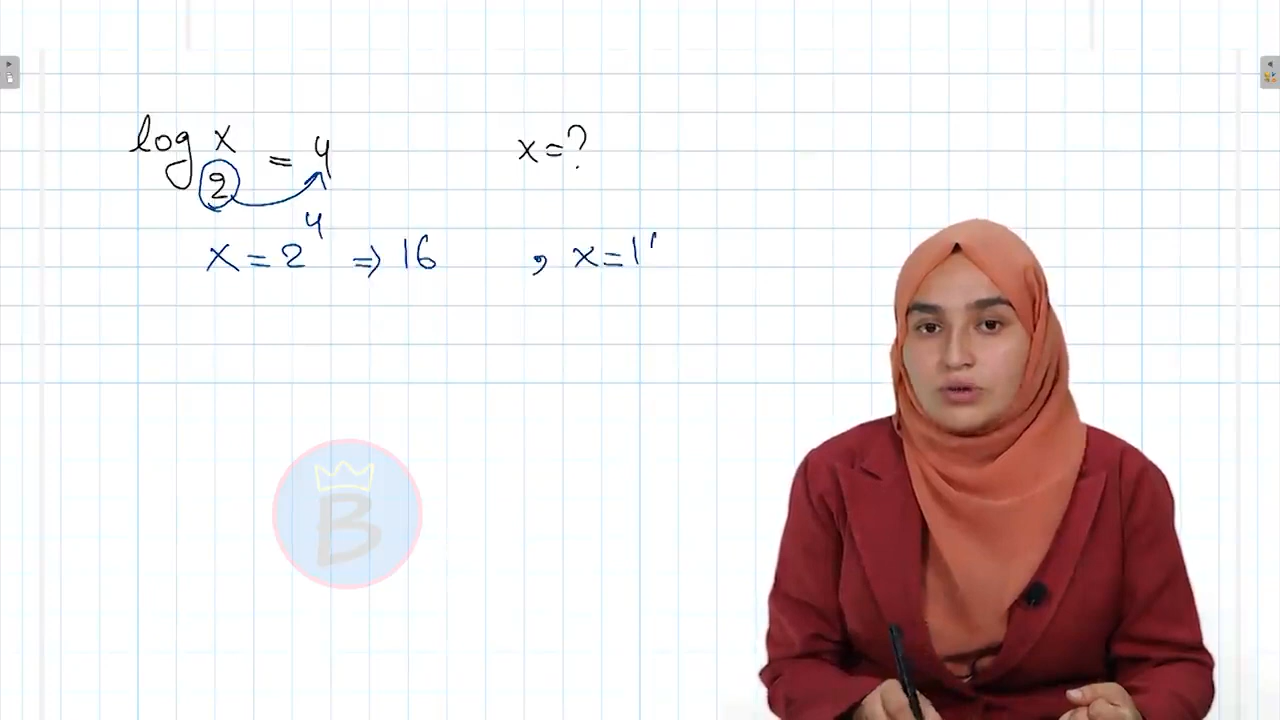 log₂ x = 4 x=?
x = 2⁴ ⇒ 16 , x=1
B